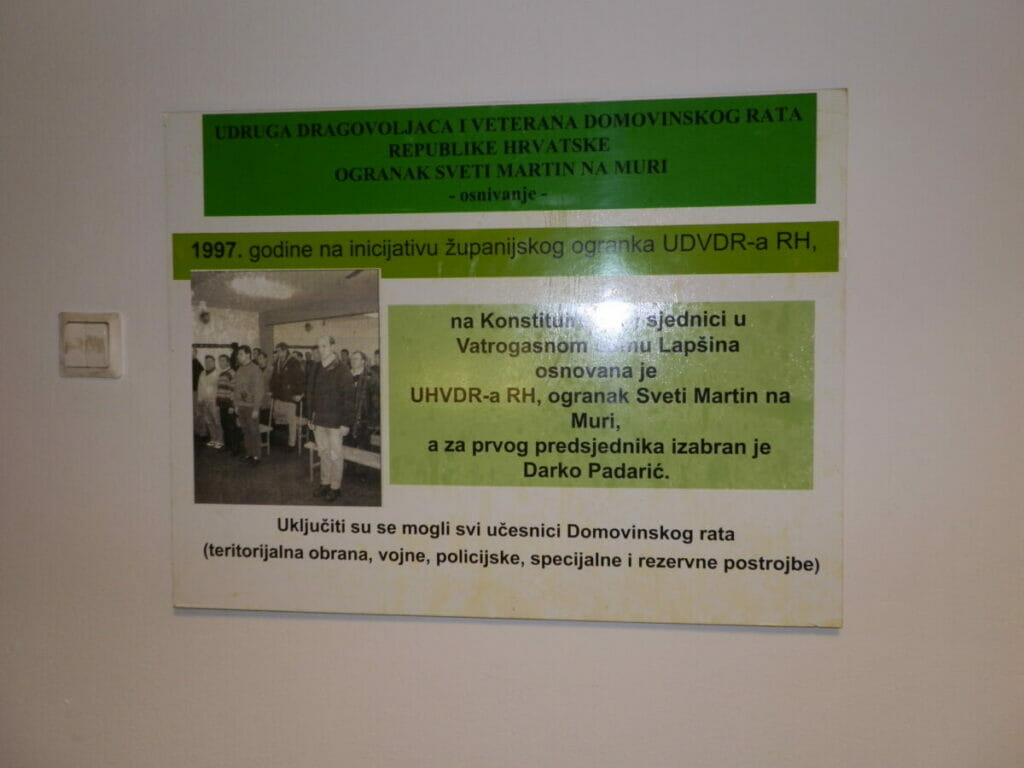 UDRUGA DRAGOVOLJACA I VETERANA DOMOVINSKOG RATA
REPUBLIKE HRVATSKE
OGRANAK SVETI MARTIN NA MURI
- osnivanje -
1997. godine na inicijativu županijskog ogranka UDVDR-a RH,
na sjednici u
Vatrogasnom domu Lapšina
osnovana je
UHVDR-a RH, ogranak Sveti Martin na
Muri,
a za prvog predsjednika izabran je
Darko Padarić.
Uključiti su se mogli svi učesnici Domovinskog rata
(teritorijalna obrana, vojne, policijske, specijalne i rezervne postrojbe)